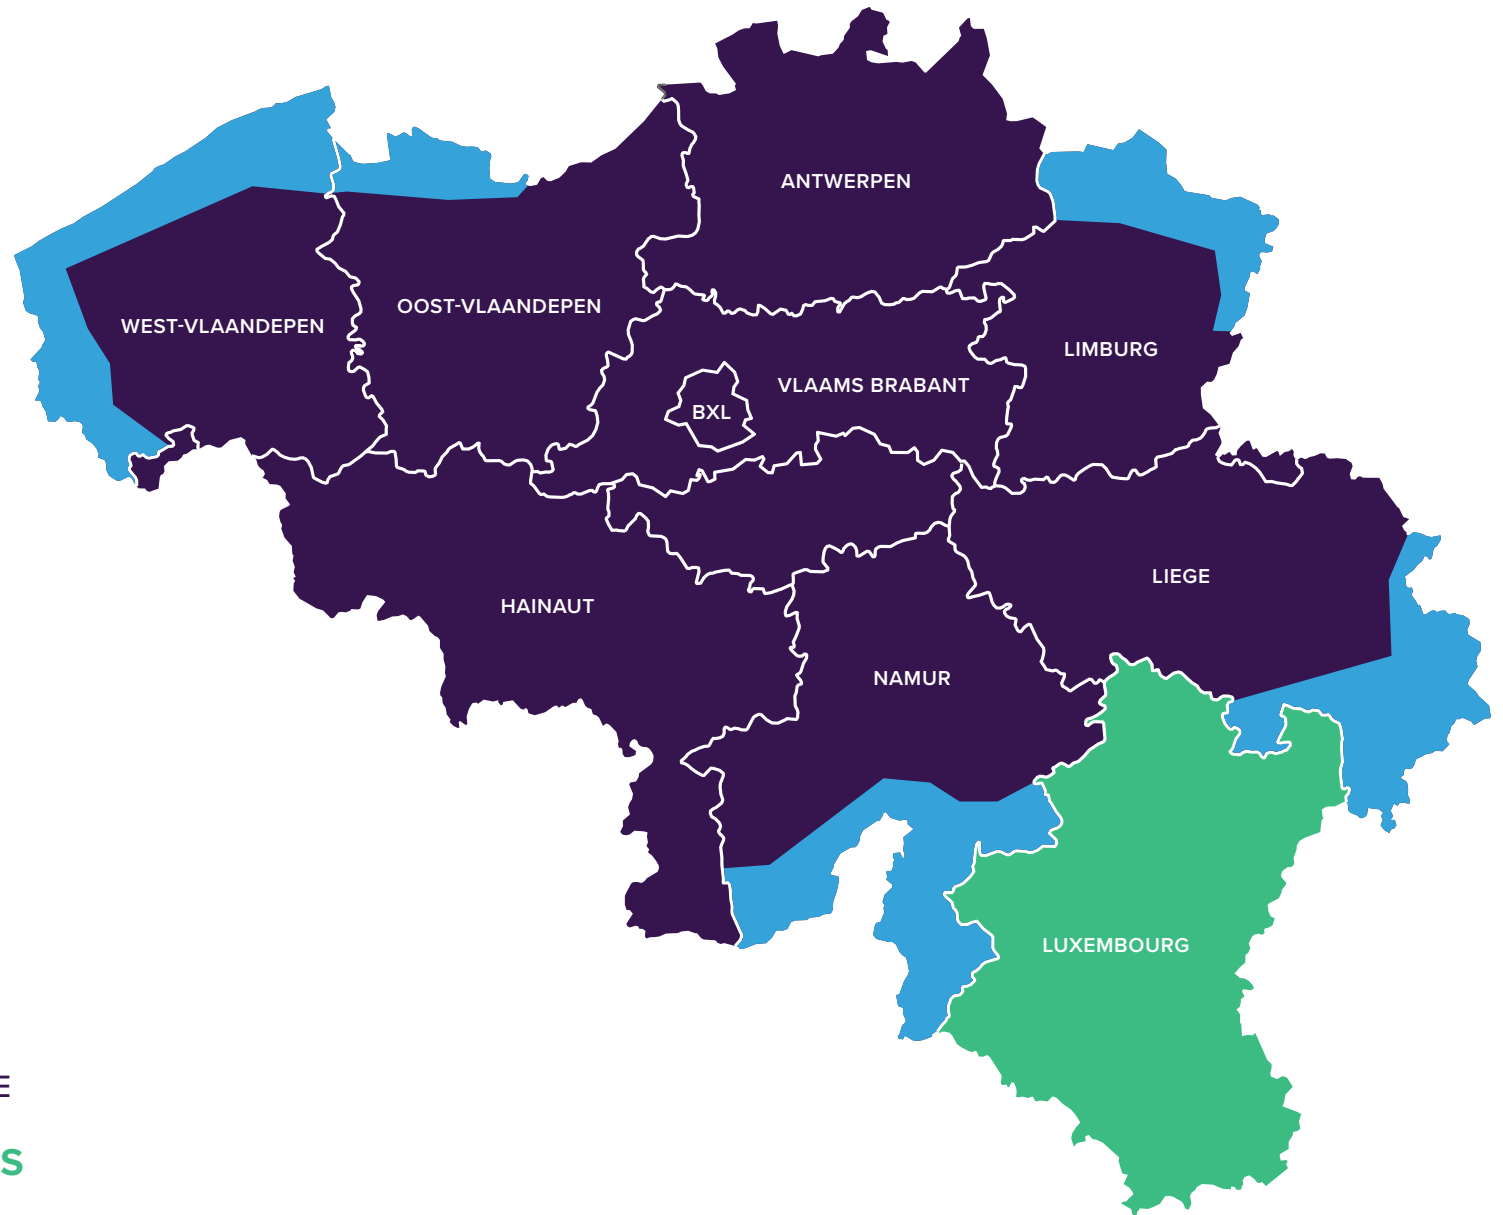 ANTWERPEN
OOST-VLAANDEPEN
WEST-VLAANDEPEN
LIMBURG
VLAAMS BRABANT
BXL
LIEGE
HAINAUT
NAMUR
LUXEMBOURG
E
S